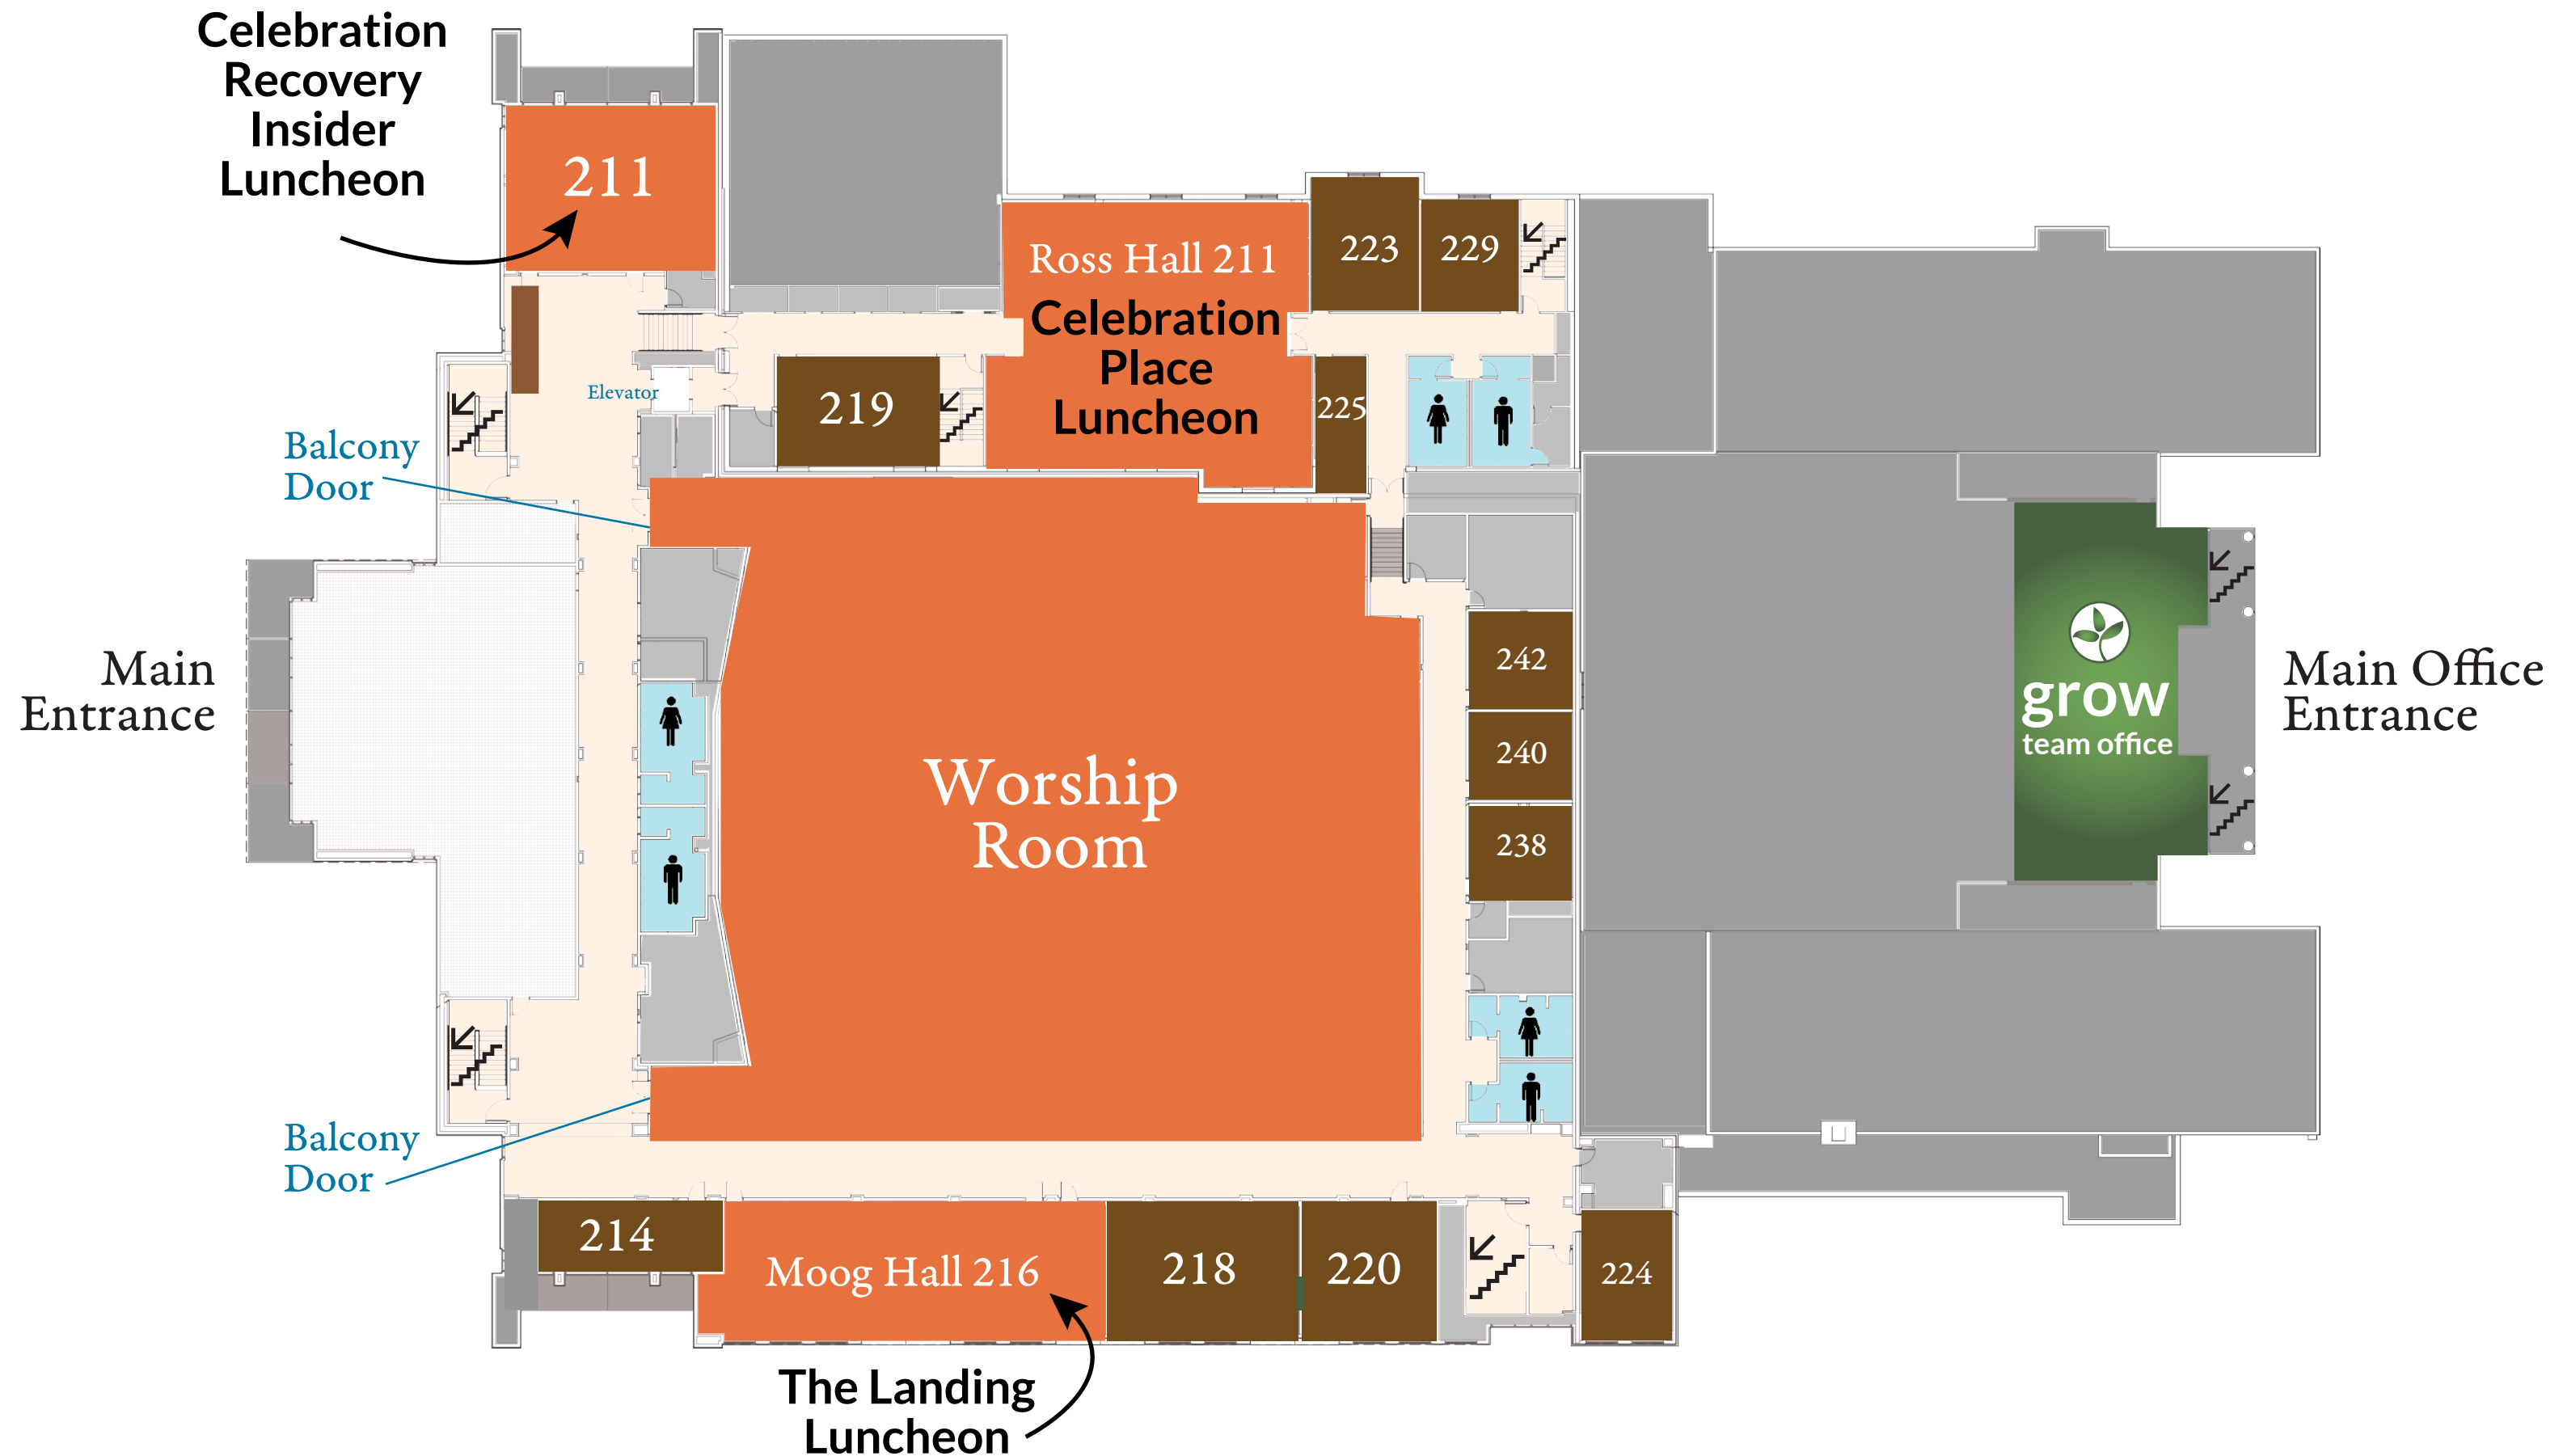 Celebration
Recovery
Insider
Luncheon
211
Ross Hall 211
Celebration
Place
Luncheon
223
229
219
225
Elevator
Balcony
Door
Main
Entrance
Worship
Room
242
240
238
grow
team office
Main Office
Entrance
Balcony
Door
214
Moog Hall 216
218
220
224
The Landing
Luncheon